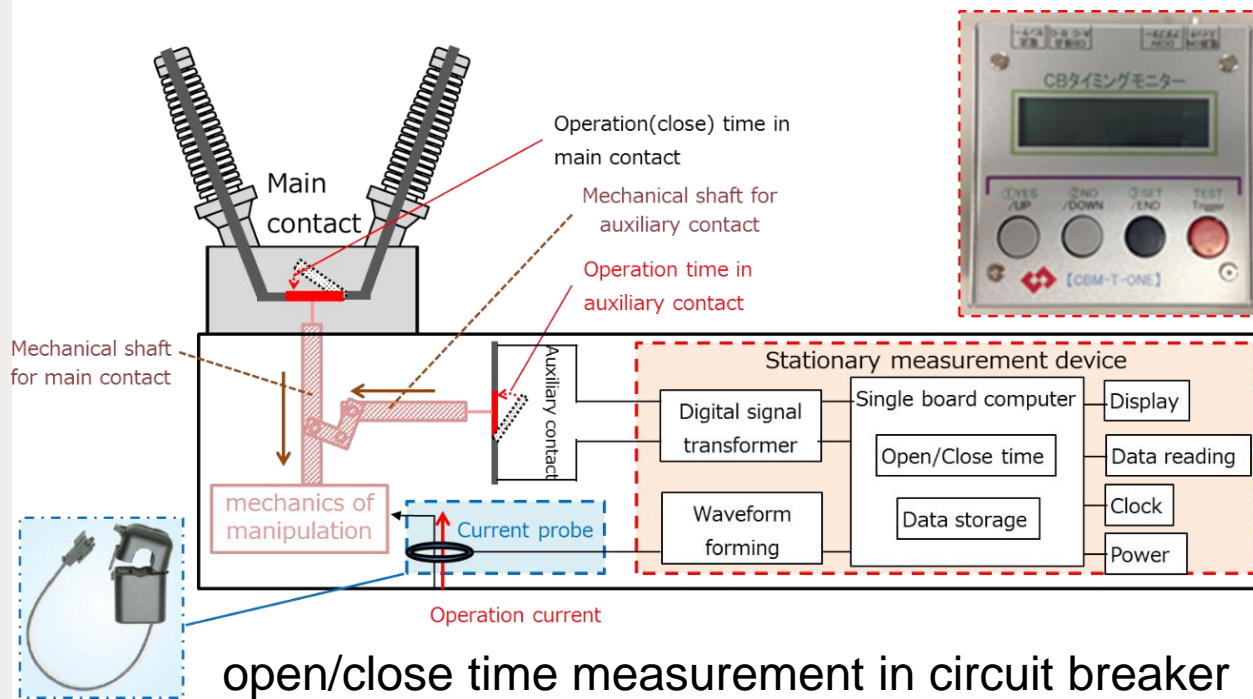 Operation(close) time in
main contact
Main
contact
Mechanical shaft for
auxiliary contact
Operation time in
auxiliary contact
Mechanical shaft
for main contact
mechanics of
manipulation
Auxiliary contact
Current probe
Operation current
Stationary measurement device
Digital signal
transformer
Waveform
forming
Single board computer
Open/Close time
Data storage
Display
Data reading
Clock
Power
CBタイミングモニター
①YES
/UP
②NO
/DOWN
③SET
/END
TEST
Trigger
【CBM-T-ONE】
open/close time measurement in circuit breaker